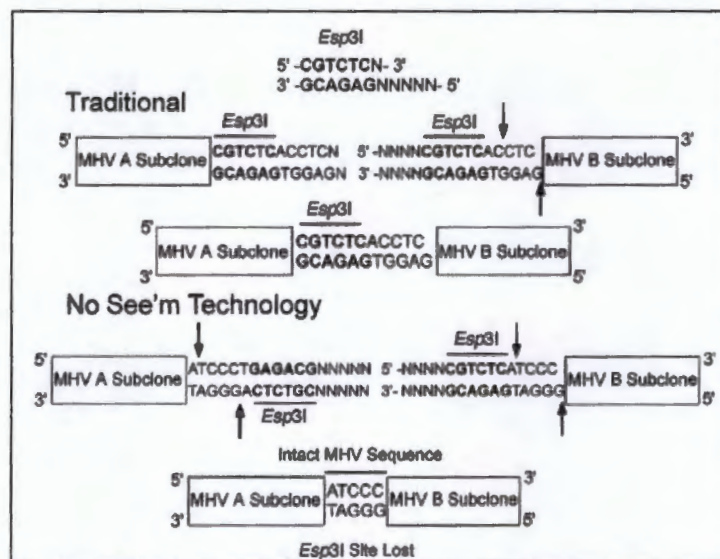 Esp3I
5' -CGTCTCN- 3'
3' -GCAGAGNNNNN- 5'
Traditional
Esp3I
Esp3I
5'
MHV A Subclone
CGTCTCACCTCN
5' -NNNNCGTCTCACCTC
MHV B Subclone
3'
3'
GCAGAGTGGAGN
3'-NNNNGCAGAGTGGAG
5'
Esp3I
5'
MHV A Subclone
CGTCTCACCTC
MHV B Subclone
3'
3'
GCAGAGTGGAG
5'
No See'm Technology
Esp3I
5'
MHV A Subclone
ATCCCTGAGACGNNNNN
5' -NNNNCGTCTCATCCC
MHV B Subclone
3'
3'
TAGGGACTCTGCNNNNN
3'- NNNNGCAGAGTAGGG
5'
Esp3I
Intact MHV Sequence
5'
MHV A Subclone
ATCCC
MHV B Subclone
3'
3'
TAGGG
5'
Esp3I Site Lost